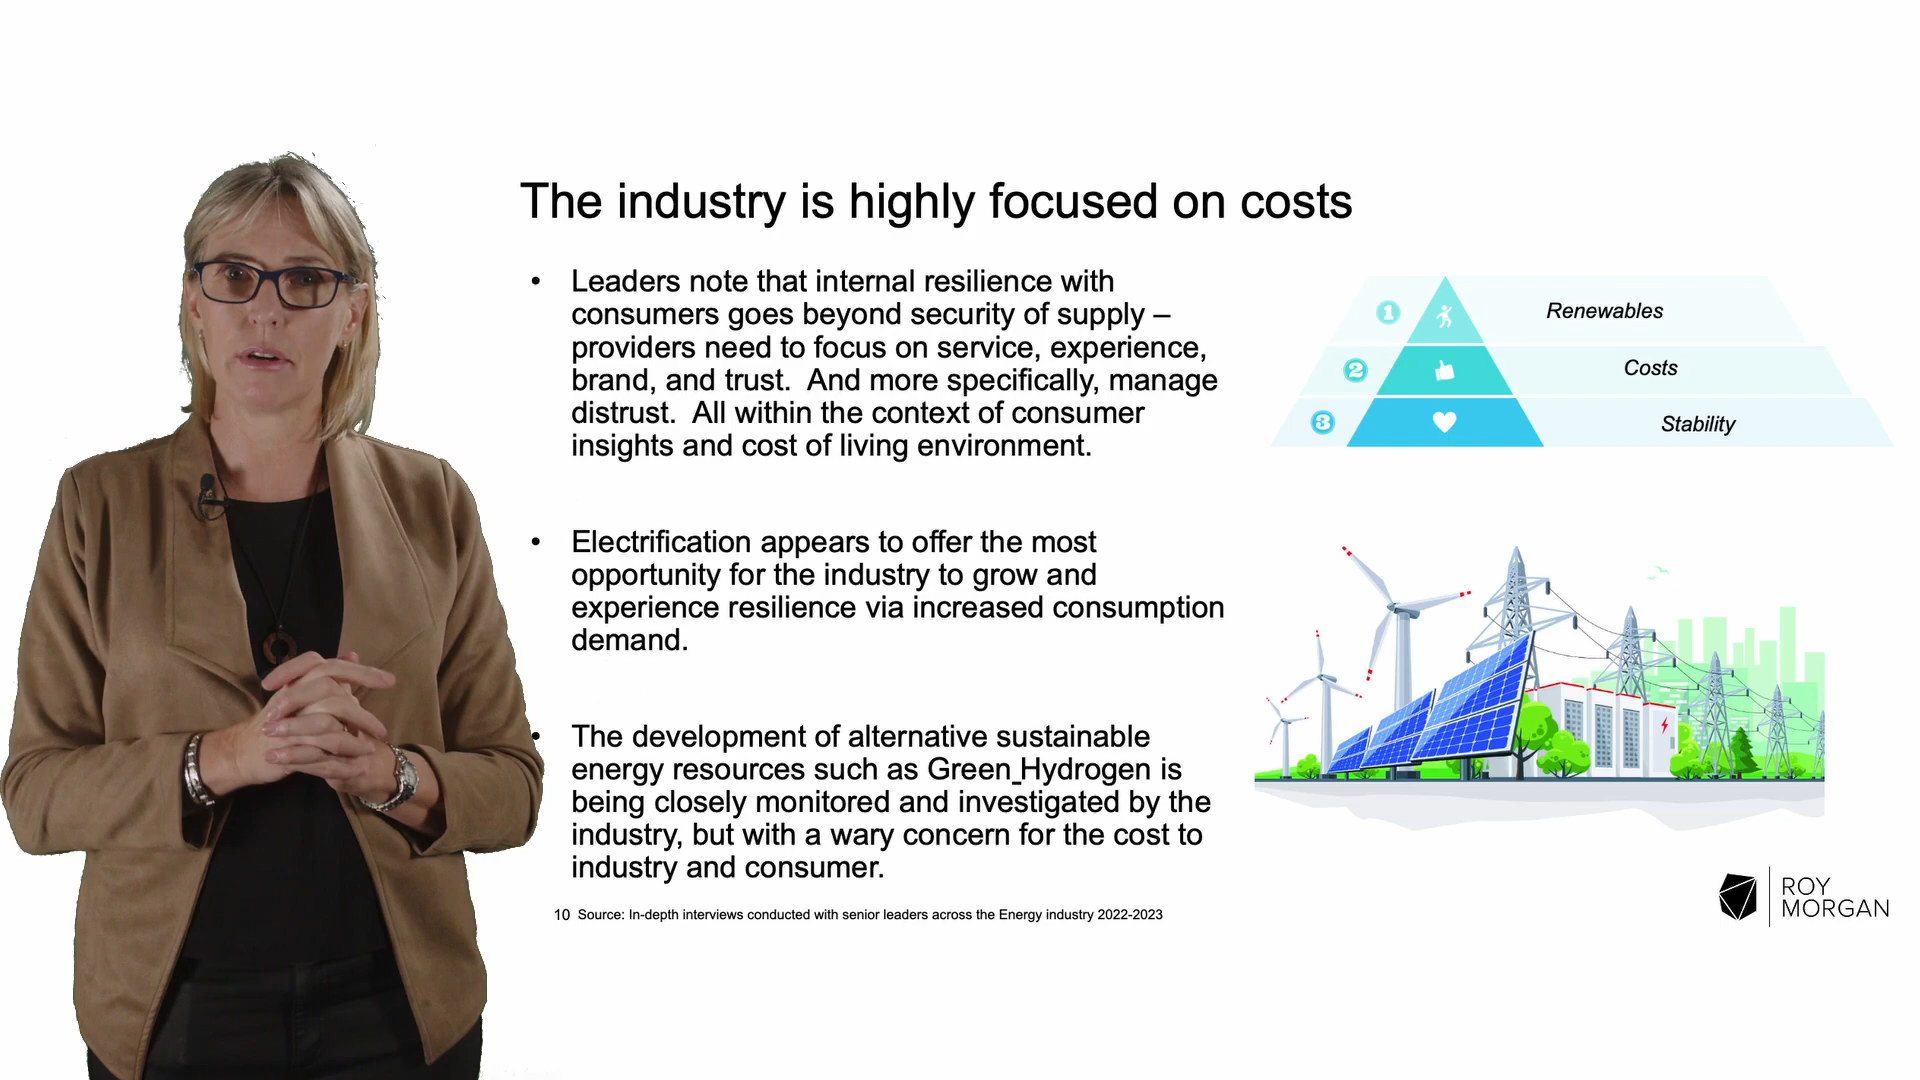 The industry is highly focused on costs
• Leaders note that internal resilience with
consumers goes beyond security of supply –
providers need to focus on service, experience,
brand, and trust.  And more specifically, manage
distrust.  All within the context of consumer
insights and cost of living environment.
• Electrification appears to offer the most
opportunity for the industry to grow and
experience resilience via increased consumption
demand.
• The development of alternative sustainable
energy resources such as Green_Hydrogen is
being closely monitored and investigated by the
industry, but with a wary concern for the cost to
industry and consumer.
10 Source: In-depth interviews conducted with senior leaders across the Energy industry 2022-2023
1 Renewables
2 Costs
3 Stability
ROY
MORGAN